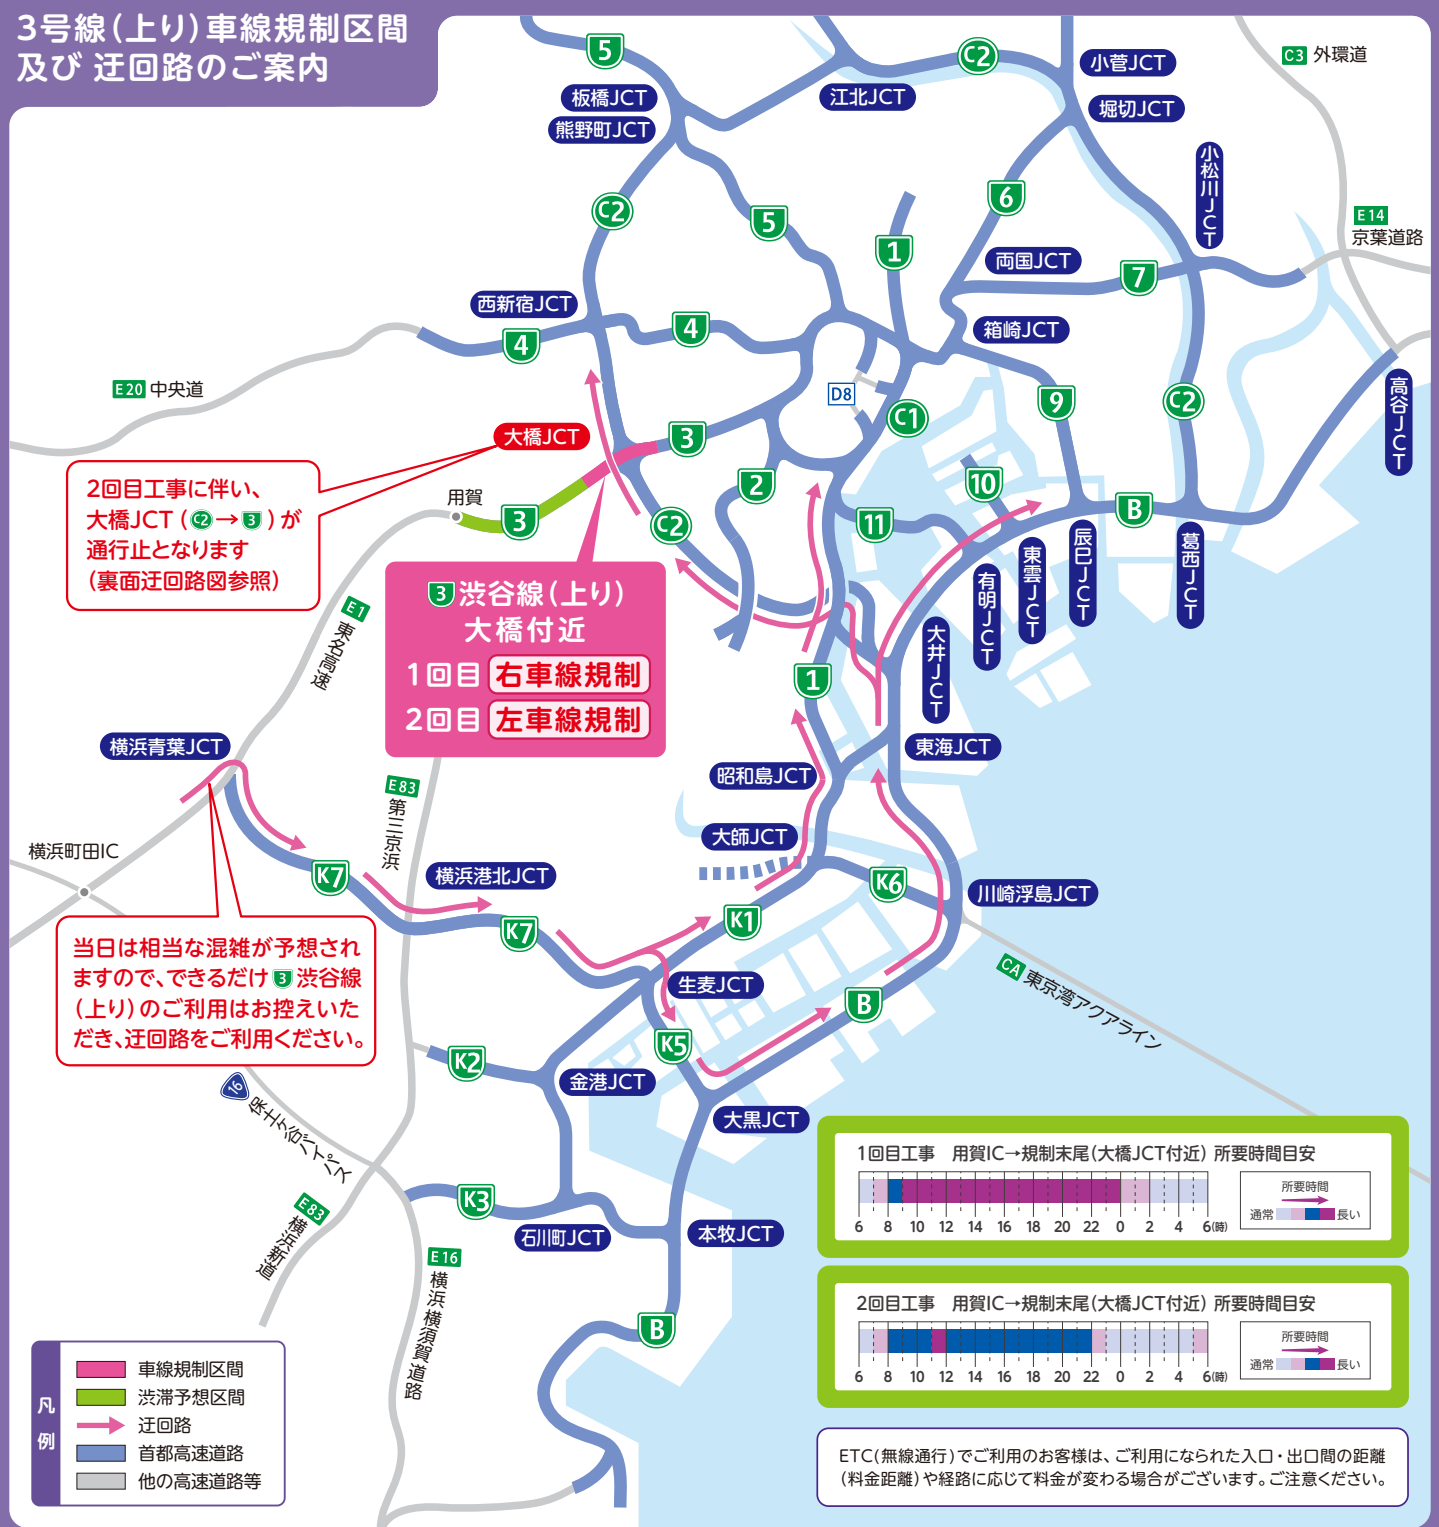 3号線(上り)車線規制区間
及び 迂回路のご案内
5
板橋JCT
熊野町JCT
江北JCT
C2
小菅JCT
堀切JCT
C3 外環道
小松川JCT
E14
京葉道路
C2
5
1
6
両国JCT
7
西新宿JCT
4
4
箱崎JCT
E20 中央道
D8
C1
9
C2
高谷JCT
大橋JCT
3
2回目工事に伴い、
大橋JCT(C2→3)が
通行止となります
(裏面迂回路図参照)
用賀
3
C2
2
11
10
B
辰巳JCT
東雲JCT
有明JCT
葛西JCT
大井JCT
3 渋谷線(上り)
大橋付近
1回目 右車線規制
2回目 左車線規制
E1
東名高速
1
東海JCT
横浜青葉JCT
昭和島JCT
E83
第三京浜
大師JCT
横浜町田IC
K7
横浜港北JCT
K6
川崎浮島JCT
K7
K1
当日は相当な混雑が予想され
ますので、できるだけ3渋谷線
(上り)のご利用はお控えいた
だき、迂回路をご利用ください。
生麦JCT
CA 東京湾アクアライン
B
K5
K2
金港JCT
16
保土ヶ谷バイパス
大黒JCT
K3
石川町JCT
本牧JCT
E83
横浜新道
E16
横浜横須賀道路
B
1回目工事 用賀IC→規制末尾(大橋JCT付近) 所要時間目安
6 8 10 12 14 16 18 20 22 0 2 4 6(時)
所要時間
通常 長い
2回目工事 用賀IC→規制末尾(大橋JCT付近) 所要時間目安
6 8 10 12 14 16 18 20 22 0 2 4 6(時)
所要時間
通常 長い
凡例
車線規制区間
渋滞予想区間
迂回路
首都高速道路
他の高速道路等
ETC(無線通行)でご利用のお客様は、ご利用になられた入口・出口間の距離
(料金距離)や経路に応じて料金が変わる場合がございます。ご注意ください。